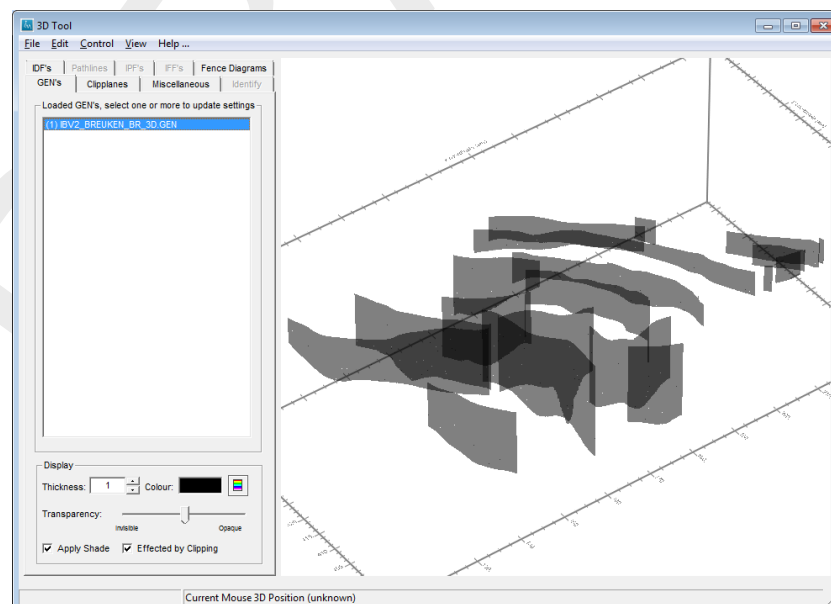 3D Tool
File Edit Control View Help ...
IDF's Pathlines IPF's IFF's Fence Diagrams
GEN's Clipplanes Miscellaneous Identify
Loaded GEN's, select one or more to update settings
(1) IBV2_BREUKEN_BR_3D.GEN
Display
Thickness: 1 Colour:
Transparency:
Invisible Opaque
Apply Shade Effected by Clipping
Current Mouse 3D Position (unknown)